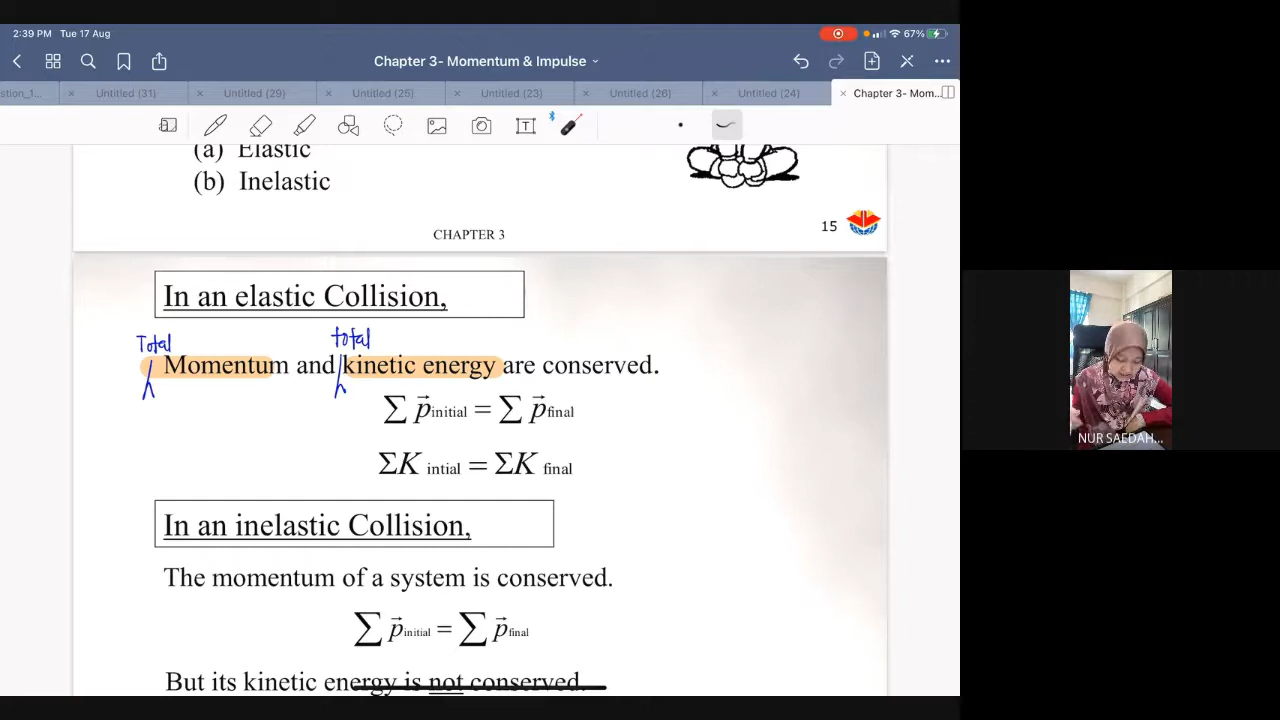 2:39 PM Tue 17 Aug
67%
Chapter 3- Momentum & Impulse
stion_1...
Untitled (31)
Untitled (29)
Untitled (25)
Untitled (23)
Untitled (26)
Untitled (24)
Chapter 3- Mom...
(a) Elastic
(b) Inelastic
CHAPTER 3
15
In an elastic Collision,
Total total
Momentum and kinetic energy are conserved.
∑ p⃗ initial = ∑ p⃗ final
ΣK intial = ΣK final
In an inelastic Collision,
The momentum of a system is conserved.
∑ p⃗ initial = ∑ p⃗ final
But its kinetic energy is not conserved.
NUR SAEDAH...